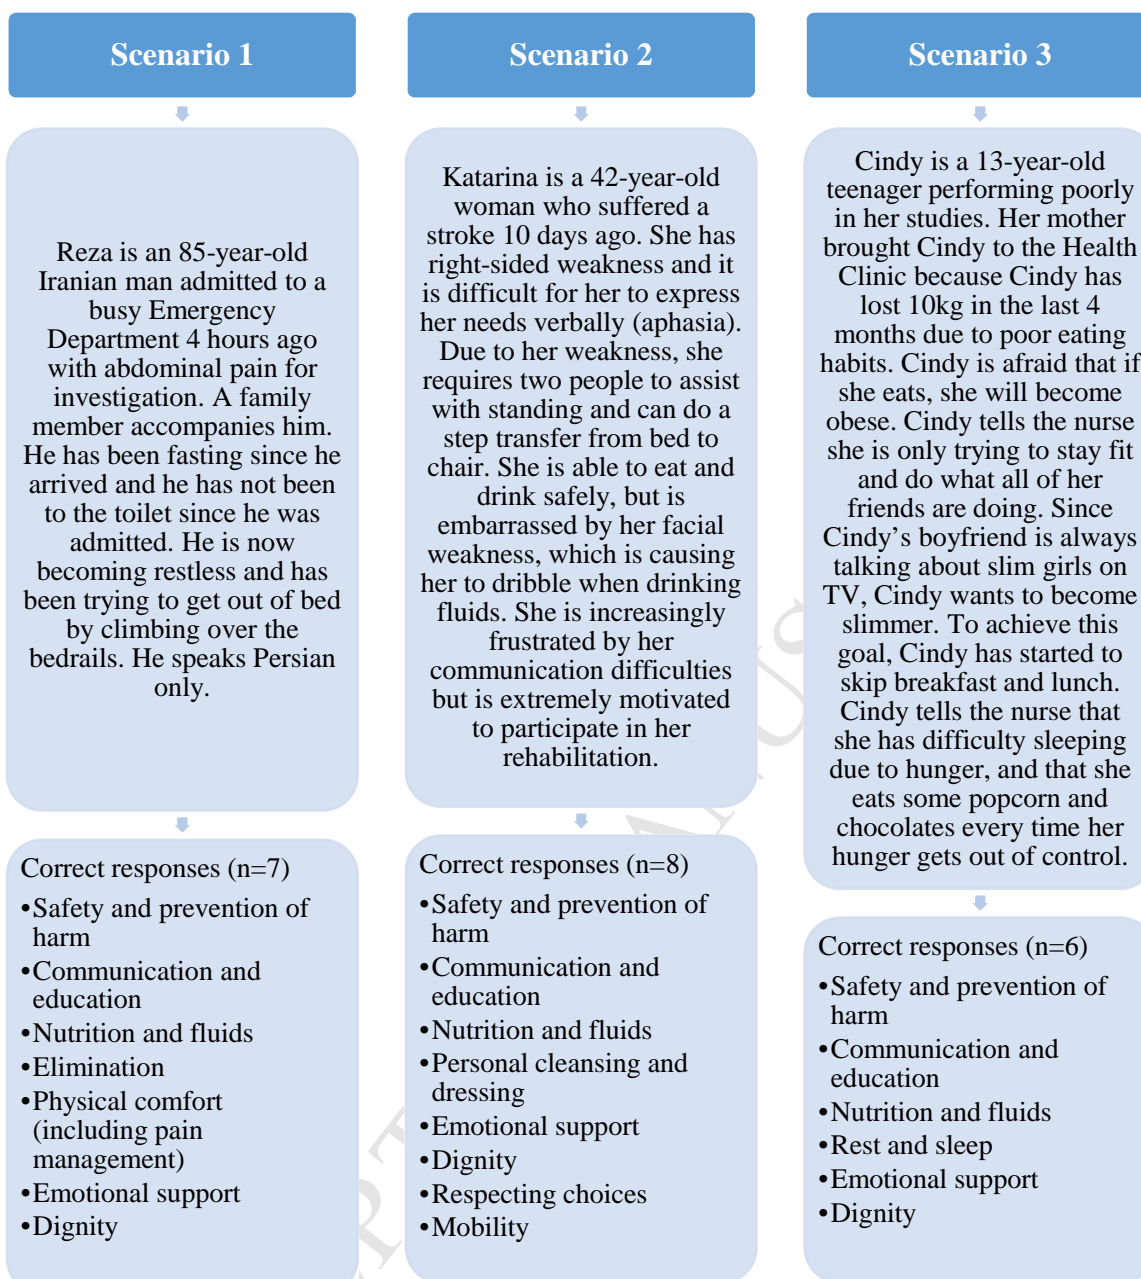 Scenario 1
Reza is an 85-year-old
Iranian man admitted to a
busy Emergency
Department 4 hours ago
with abdominal pain for
investigation. A family
member accompanies him.
He has been fasting since he
arrived and he has not been
to the toilet since he was
admitted. He is now
becoming restless and has
been trying to get out of bed
by climbing over the
bedrails. He speaks Persian
only.
Correct responses (n=7)
•Safety and prevention of
harm
•Communication and
education
•Nutrition and fluids
•Elimination
•Physical comfort
(including pain
management)
•Emotional support
•Dignity
Scenario 2
Katarina is a 42-year-old
woman who suffered a
stroke 10 days ago. She has
right-sided weakness and it
is difficult for her to express
her needs verbally (aphasia).
Due to her weakness, she
requires two people to assist
with standing and can do a
step transfer from bed to
chair. She is able to eat and
drink safely, but is
embarrassed by her facial
weakness, which is causing
her to dribble when drinking
fluids. She is increasingly
frustrated by her
communication difficulties
but is extremely motivated
to participate in her
rehabilitation.
Correct responses (n=8)
•Safety and prevention of
harm
•Communication and
education
•Nutrition and fluids
•Personal cleansing and
dressing
•Emotional support
•Dignity
•Respecting choices
•Mobility
Scenario 3
Cindy is a 13-year-old
teenager performing poorly
in her studies. Her mother
brought Cindy to the Health
Clinic because Cindy has
lost 10kg in the last 4
months due to poor eating
habits. Cindy is afraid that if
she eats, she will become
obese. Cindy tells the nurse
she is only trying to stay fit
and do what all of her
friends are doing. Since
Cindy’s boyfriend is always
talking about slim girls on
TV, Cindy wants to become
slimmer. To achieve this
goal, Cindy has started to
skip breakfast and lunch.
Cindy tells the nurse that
she has difficulty sleeping
due to hunger, and that she
eats some popcorn and
chocolates every time her
hunger gets out of control.
Correct responses (n=6)
•Safety and prevention of
harm
•Communication and
education
•Nutrition and fluids
•Rest and sleep
•Emotional support
•Dignity